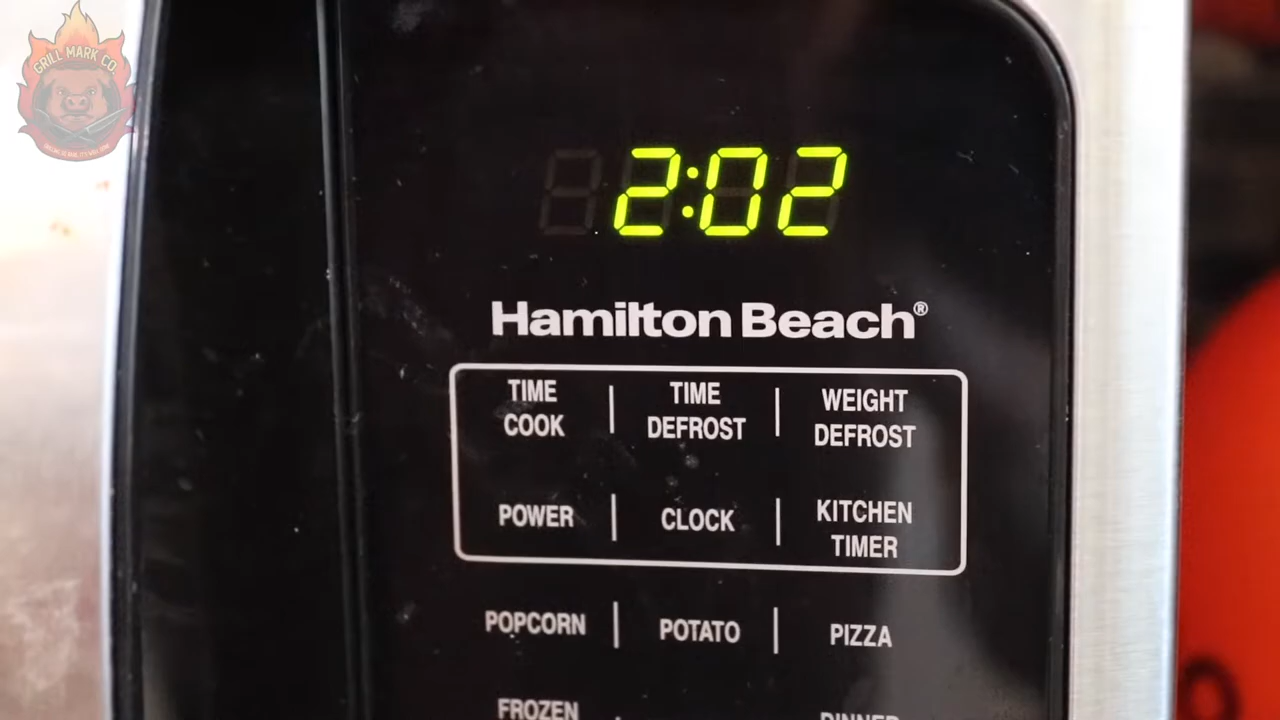 GRILL MARK CO.
2:02
Hamilton Beach®
TIME COOK
TIME DEFROST
WEIGHT DEFROST
POWER
CLOCK
KITCHEN TIMER
POPCORN
POTATO
PIZZA
FROZEN
DINNER